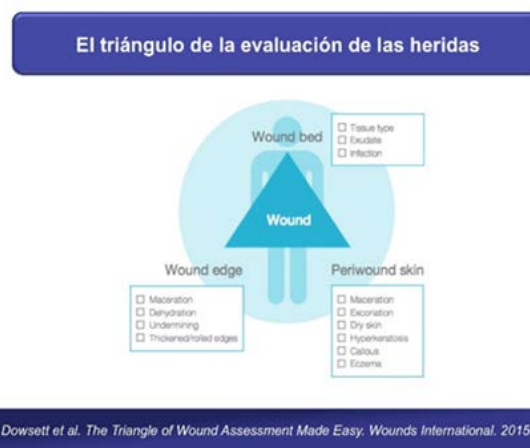 El triángulo de la evaluación de las heridas
Wound bed
Tissue type
Exudate
Infection
Wound
Wound edge
Maceration
Dehydration
Undermining
Thickened/rolled edges
Periwound skin
Maceration
Excoriation
Dry skin
Hyperkeratosis
Callous
Eczema
Dowsett et al. The Triangle of Wound Assessment Made Easy. Wounds International. 2015